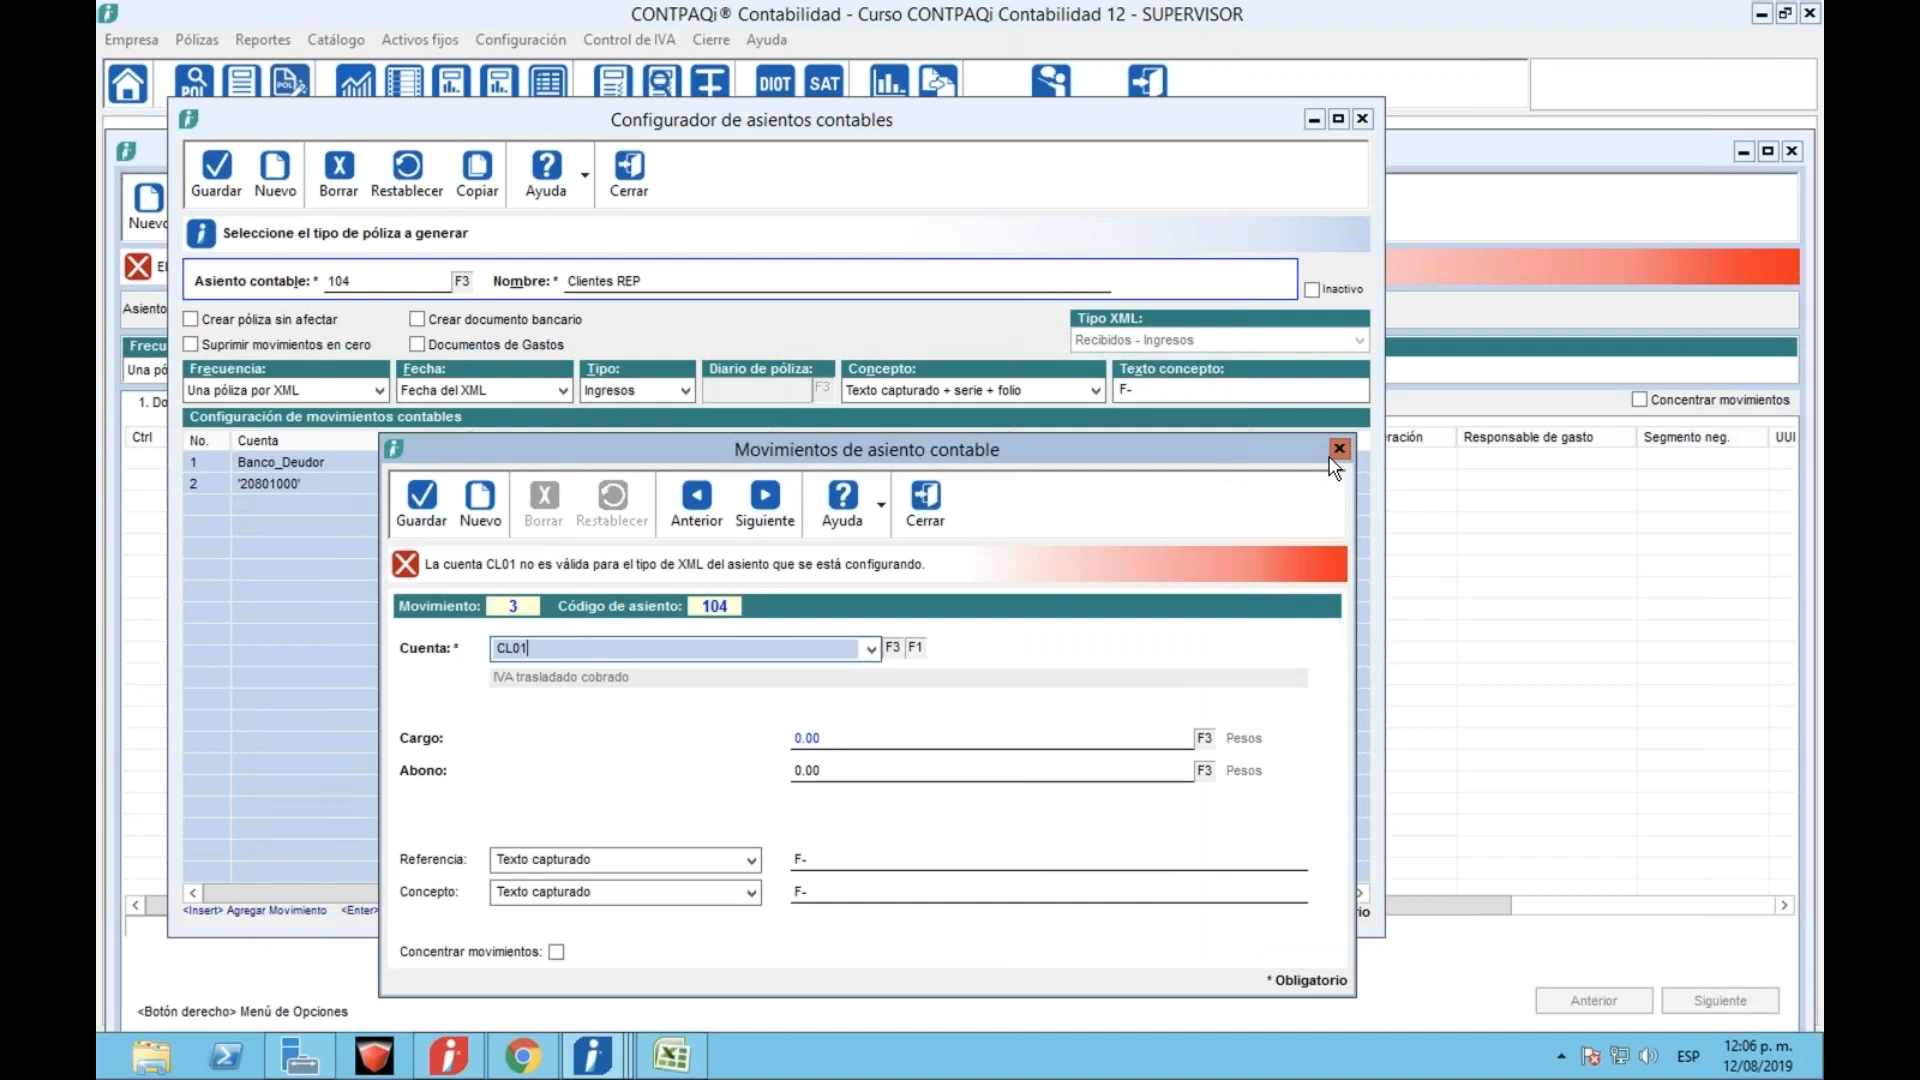 CONTPAQi® Contabilidad - Curso CONTPAQi Contabilidad 12 - SUPERVISOR
Empresa Pólizas Reportes Catálogo Activos fijos Configuración Control de IVA Cierre Ayuda
POL POL DIOT SAT
Configurador de asientos contables
Guardar Nuevo Borrar Restablecer Copiar Ayuda Cerrar
Nuevo
Seleccione el tipo de póliza a generar
El
Asiento contable: * 104 F3 Nombre: * Clientes REP Inactivo
Asiento
Crear póliza sin afectar Crear documento bancario Tipo XML:
Suprimir movimientos en cero Documentos de Gastos Recibidos - Ingresos
Frecu
Frecuencia: Fecha: Tipo: Diario de póliza: Concepto: Texto concepto:
Una pó
Una póliza por XML Fecha del XML Ingresos F3 Texto capturado + serie + folio F-
1. Do Concentrar movimientos
Configuración de movimientos contables
Ctrl No. Cuenta ración Responsable de gasto Segmento neg. UUI
1 Banco_Deudor
2 '20801000'
Movimientos de asiento contable
Guardar Nuevo Borrar Restablecer Anterior Siguiente Ayuda Cerrar
La cuenta CL01 no es válida para el tipo de XML del asiento que se está configurando.
Movimiento: 3 Código de asiento: 104
Cuenta: * CL01 F3 F1
IVA trasladado cobrado
Cargo: 0.00 F3 Pesos
Abono: 0.00 F3 Pesos
Referencia: Texto capturado F-
Concepto: Texto capturado F-
<Insert> Agregar Movimiento <Enter> io
Concentrar movimientos:
* Obligatorio
Anterior Siguiente
<Botón derecho> Menú de Opciones
ESP 12:06 p. m.
12/08/2019